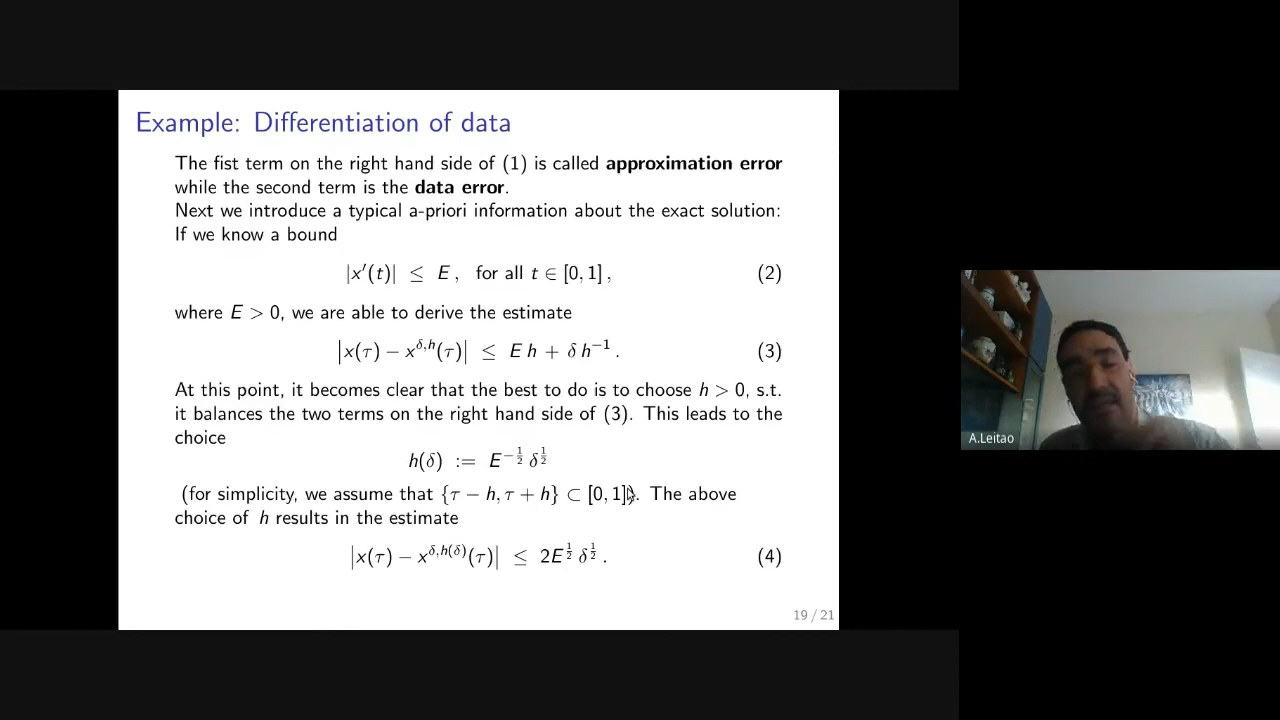 Example: Differentiation of data
The fist term on the right hand side of (1) is called approximation error
while the second term is the data error.
Next we introduce a typical a-priori information about the exact solution:
If we know a bound
|x′(t)| ≤ E , for all t ∈ [0, 1] , (2)
where E > 0, we are able to derive the estimate
|x(τ) − x^{δ,h}(τ)| ≤ E h + δ h^{−1} . (3)
At this point, it becomes clear that the best to do is to choose h > 0, s.t.
it balances the two terms on the right hand side of (3). This leads to the
choice
h(δ) := E^{−1/2} δ^{1/2}
(for simplicity, we assume that {τ − h, τ + h} ⊂ [0, 1]). The above
choice of h results in the estimate
|x(τ) − x^{δ,h(δ)}(τ)| ≤ 2E^{1/2} δ^{1/2} . (4)
19 / 21
A.Leitao